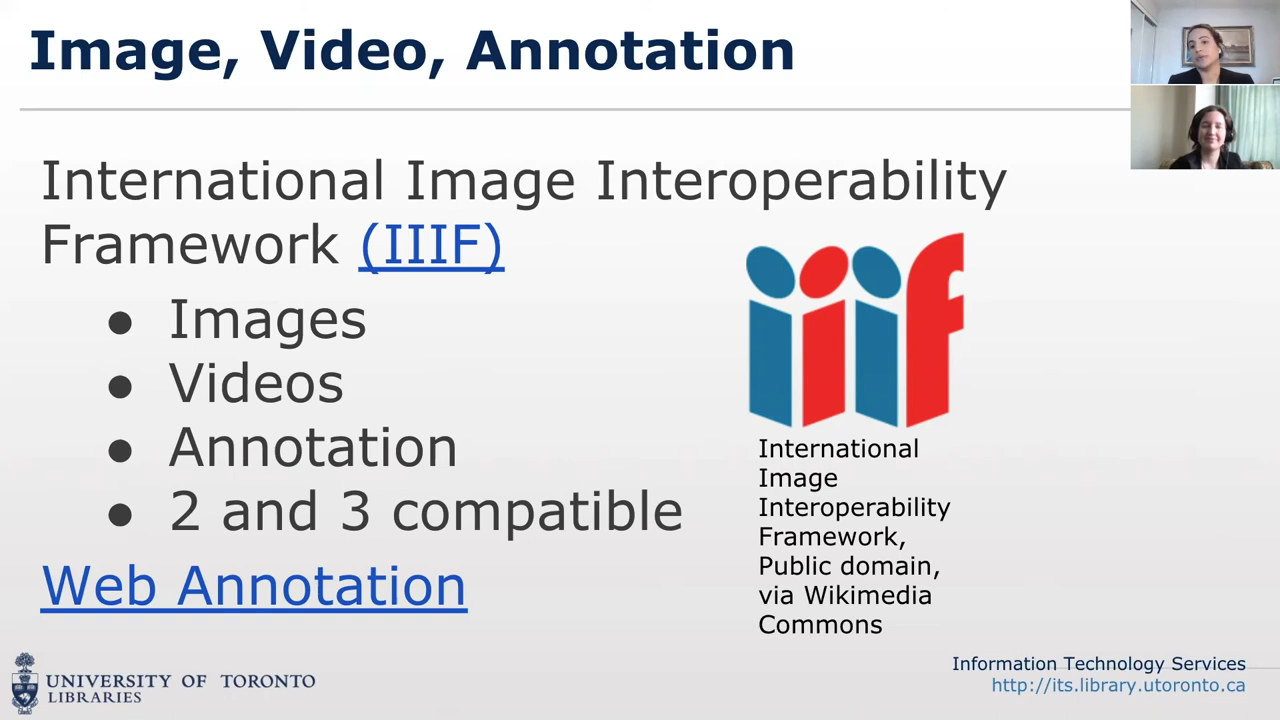 Image, Video, Annotation
International Image Interoperability
Framework (IIIF)
● Images
● Videos
● Annotation
● 2 and 3 compatible
Web Annotation
iiif
International
Image
Interoperability
Framework,
Public domain,
via Wikimedia
Commons
UNIVERSITY OF TORONTO
LIBRARIES
Information Technology Services
http://its.library.utoronto.ca